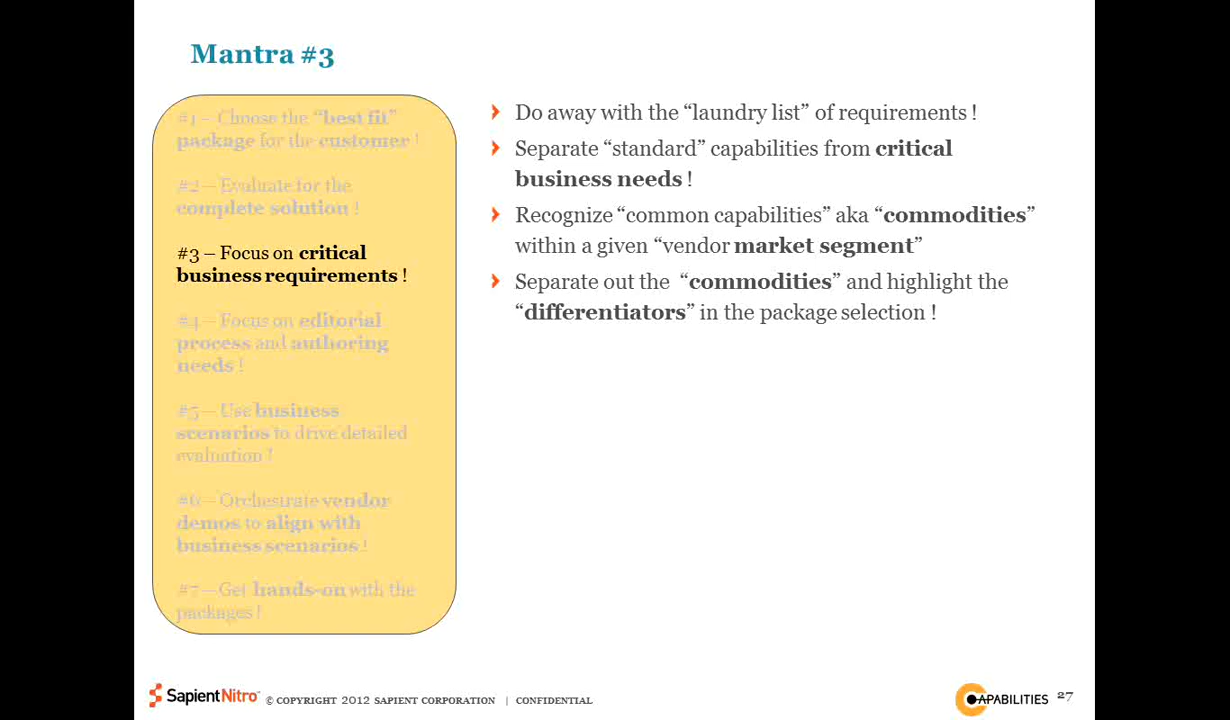 Mantra #3
#1 – Choose the “best fit”
package for the customer !
#2 – Evaluate for the
complete solution !
#3 – Focus on critical
business requirements !
#4 – Focus on editorial
process and authoring
needs !
#5 – Use business
scenarios to drive detailed
evaluation !
#6 – Orchestrate vendor
demos to align with
business scenarios !
#7 – Get hands-on with the
packages !
Do away with the “laundry list” of requirements !
Separate “standard” capabilities from critical
business needs !
Recognize “common capabilities” aka “commodities”
within a given “vendor market segment”
Separate out the “commodities” and highlight the
“differentiators” in the package selection !
SapientNitro © COPYRIGHT 2012 SAPIENT CORPORATION | CONFIDENTIAL
CAPABILITIES 27